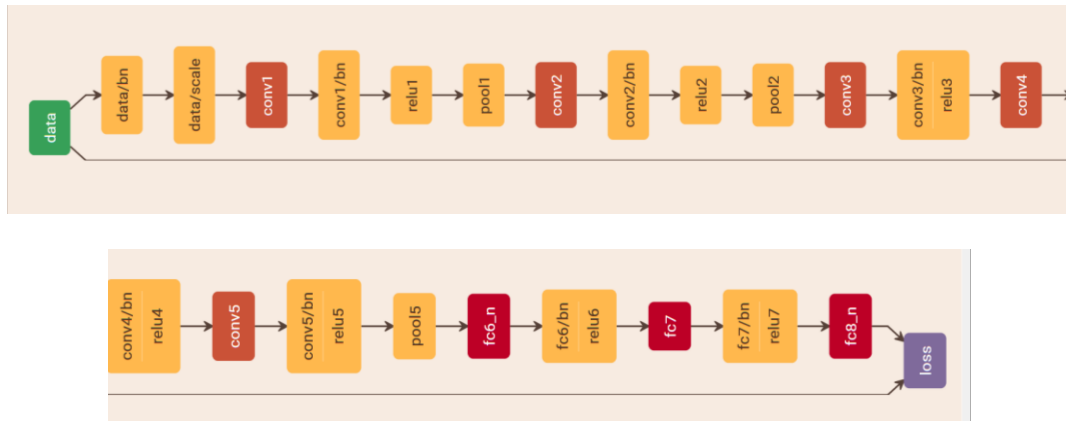 data
data/bn
data/scale
conv1
conv1/bn
relu1
pool1
conv2
conv2/bn
relu2
pool2
conv3
conv3/bn
relu3
conv4
conv4/bn
relu4
conv5
conv5/bn
relu5
pool5
fc6_n
fc6/bn
relu6
fc7
fc7/bn
relu7
fc8_n
loss